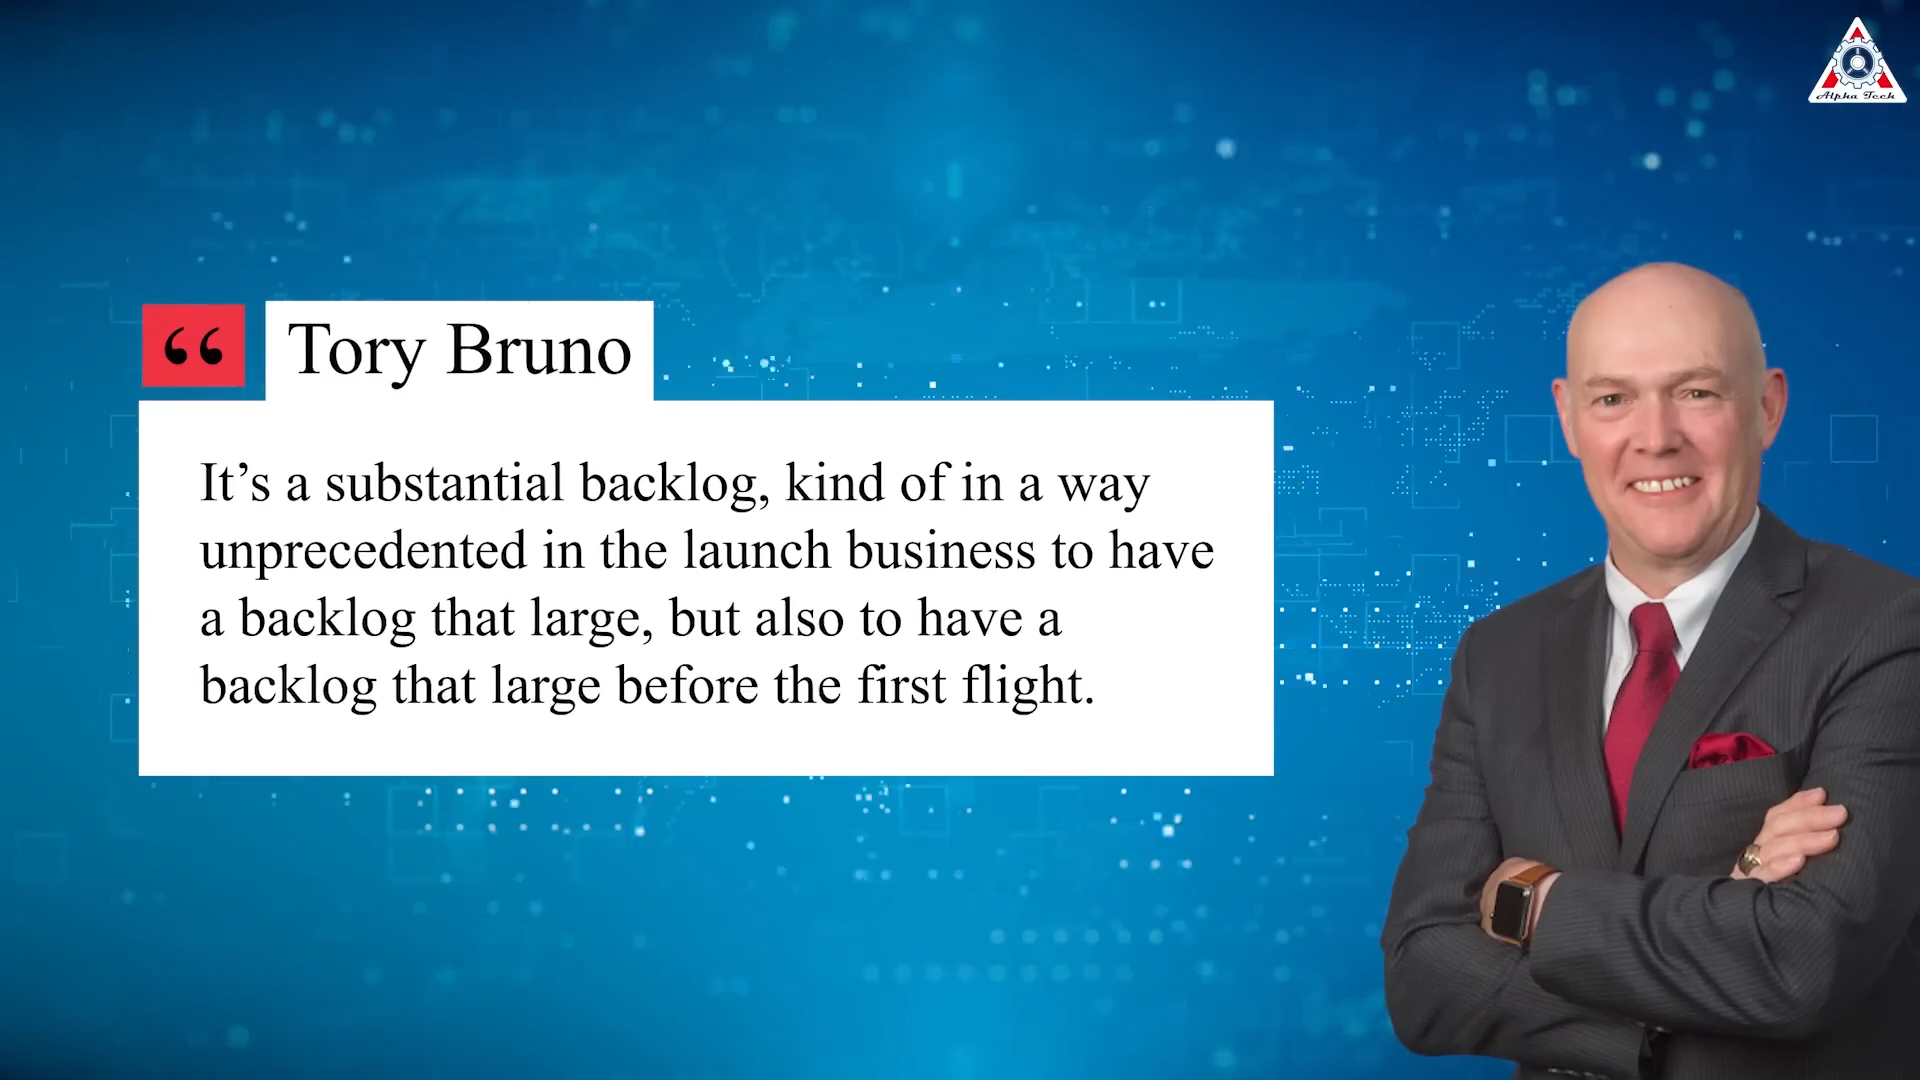 Alpha Tech
“ Tory Bruno
It’s a substantial backlog, kind of in a way
unprecedented in the launch business to have
a backlog that large, but also to have a
backlog that large before the first flight.